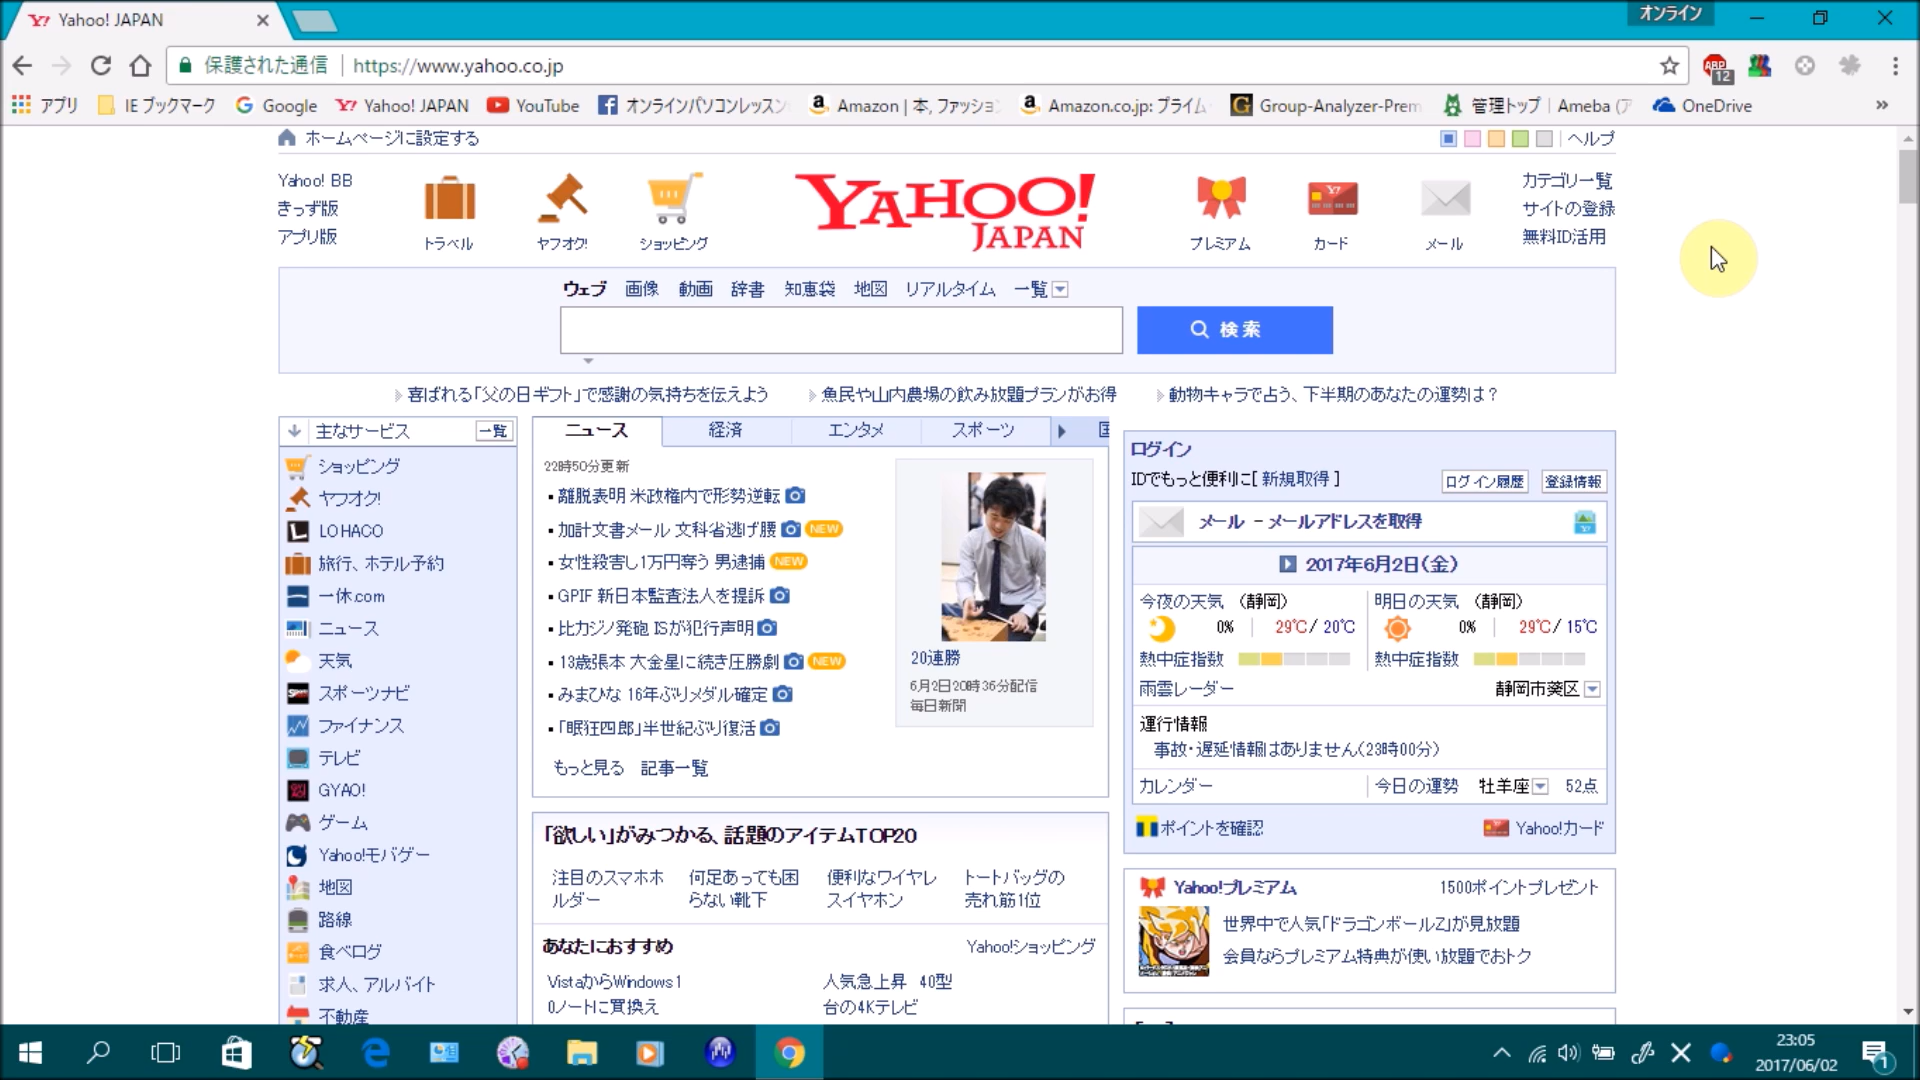 Yahoo! JAPAN
オンライン
保護された通信
https://www.yahoo.co.jp
ABP
12
アプリ
IE ブックマーク
Google
Yahoo! JAPAN
YouTube
オンラインパソコンレッスン
Amazon | 本, ファッショ
Amazon.co.jp: プライム
Group-Analyzer-Prem
管理トップ | Ameba (ア
OneDrive
ホームページに設定する
ヘルプ
Yahoo! BB
きっず版
アプリ版
トラベル
ヤフオク!
ショッピング
YAHOO!
JAPAN
プレミアム
カード
メール
カテゴリ一覧
サイトの登録
無料ID活用
ウェブ 画像 動画 辞書 知恵袋 地図 リアルタイム 一覧
検索
喜ばれる「父の日ギフト」で感謝の気持ちを伝えよう
魚民や山内農場の飲み放題プランがお得
動物キャラで占う、下半期のあなたの運勢は？
主なサービス 一覧
ショッピング
ヤフオク!
LOHACO
旅行、ホテル予約
一休.com
ニュース
天気
スポーツナビ
ファイナンス
テレビ
GYAO!
ゲーム
Yahoo!モバゲー
地図
路線
食べログ
求人、アルバイト
不動産
ニュース 経済 エンタメ スポーツ
22時50分更新
離脱表明 米政権内で形勢逆転
加計文書メール 文科省逃げ腰 NEW
女性殺害し1万円奪う 男逮捕 NEW
GPIF 新日本監査法人を提訴
比カジノ発砲 ISが犯行声明
13歳張本 大金星に続き圧勝劇 NEW
みまひな 16年ぶりメダル確定
「眠狂四郎」半世紀ぶり復活
もっと見る 記事一覧
20連勝
6月2日20時36分配信
毎日新聞
「欲しい」がみつかる、話題のアイテムTOP20
注目のスマホホ
ルダー
何足あっても困
らない靴下
便利なワイヤレ
スイヤホン
トートバッグの
売れ筋1位
あなたにおすすめ
Yahoo!ショッピング
VistaからWindows1
0ノートに買換え
人気急上昇 40型
台の4Kテレビ
ログイン
IDでもっと便利に[ 新規取得 ]
ログイン履歴
登録情報
メール - メールアドレスを取得
2017年6月2日(金)
今夜の天気 (静岡)
0% 29℃/ 20℃
熱中症指数
明日の天気 (静岡)
0% 29℃/ 15℃
熱中症指数
雨雲レーダー
静岡市葵区
運行情報
事故・遅延情報はありません(23時00分)
カレンダー
今日の運勢 牡羊座 52点
ポイントを確認
Yahoo!カード
Yahoo!プレミアム
1500ポイントプレゼント
世界中で人気「ドラゴンボールZ」が見放題
会員ならプレミアム特典が使い放題でおトク
23:05
2017/06/02
1